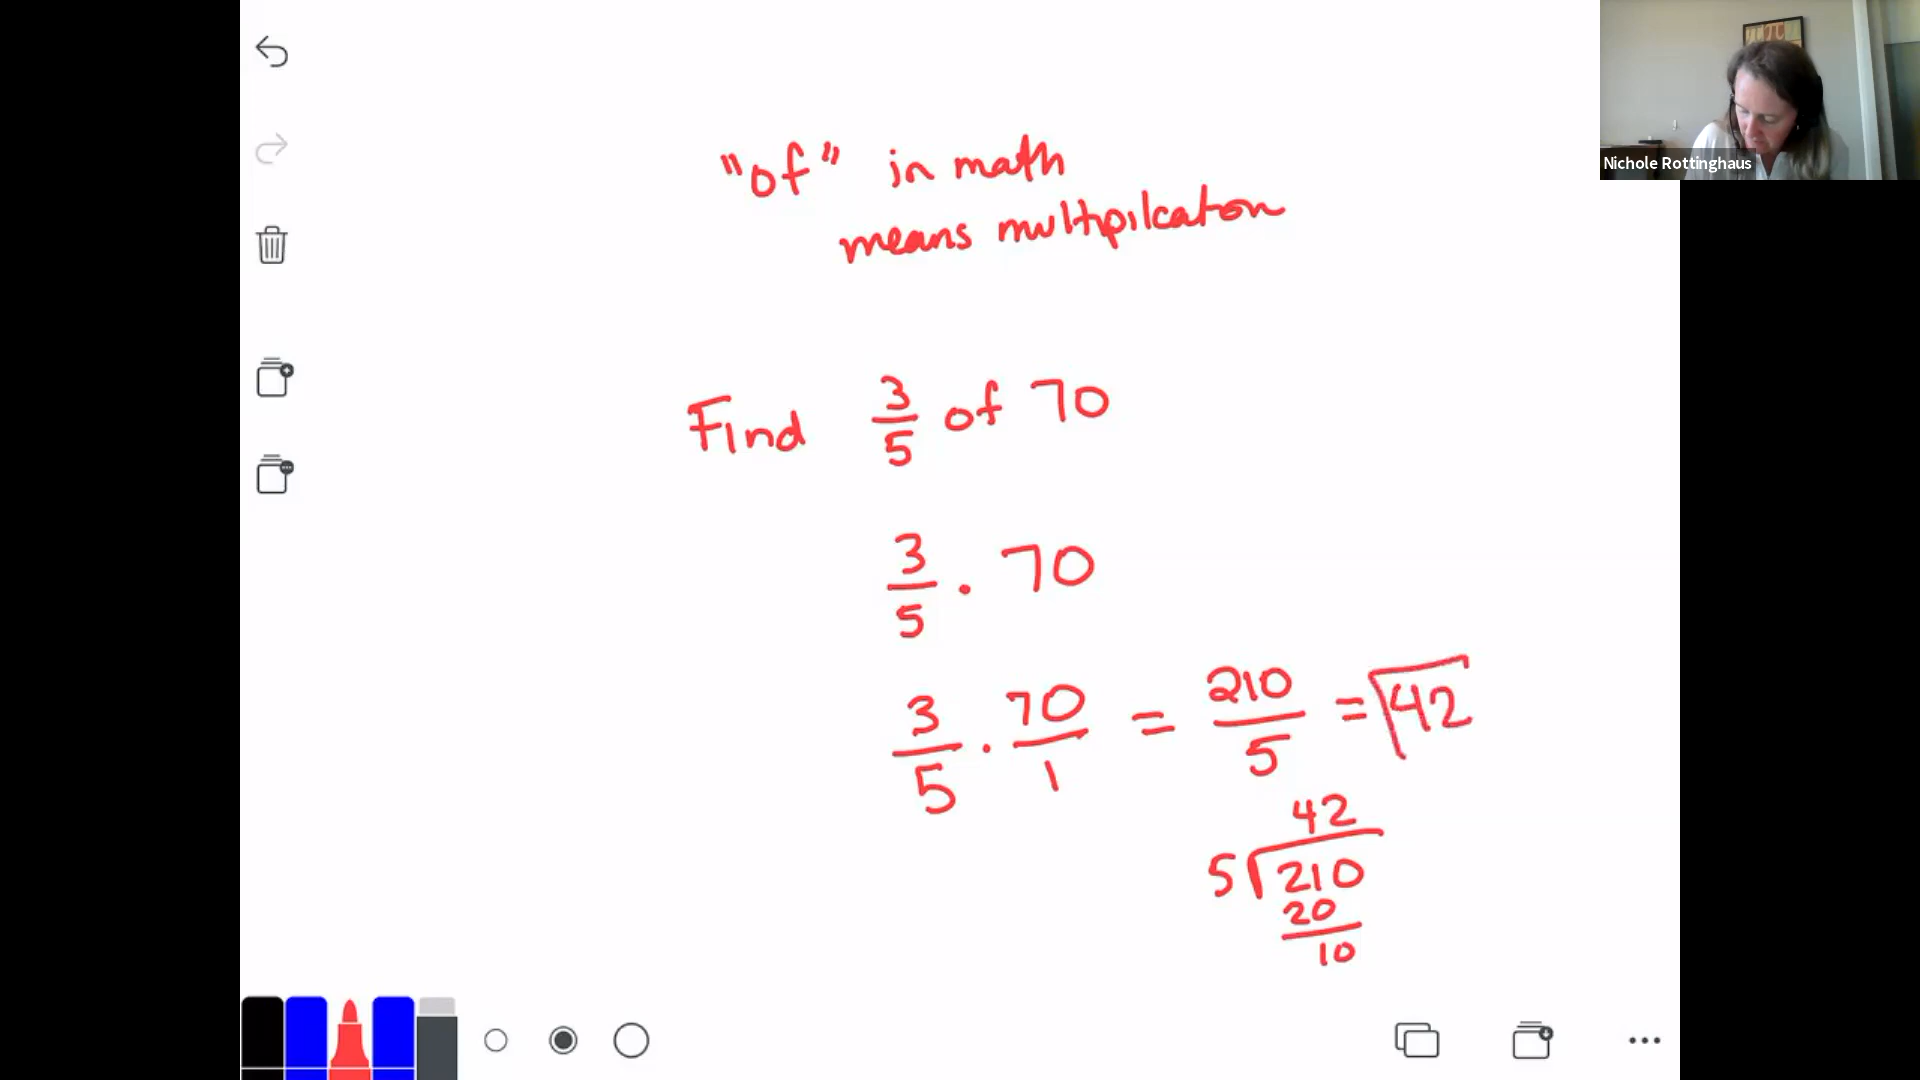 Nichole Rottinghaus
"of" in math
means multipilcation
Find 3/5 of 70
3/5 · 70
3/5 · 70/1 = 210/5 = 42
42
5 210
20
10